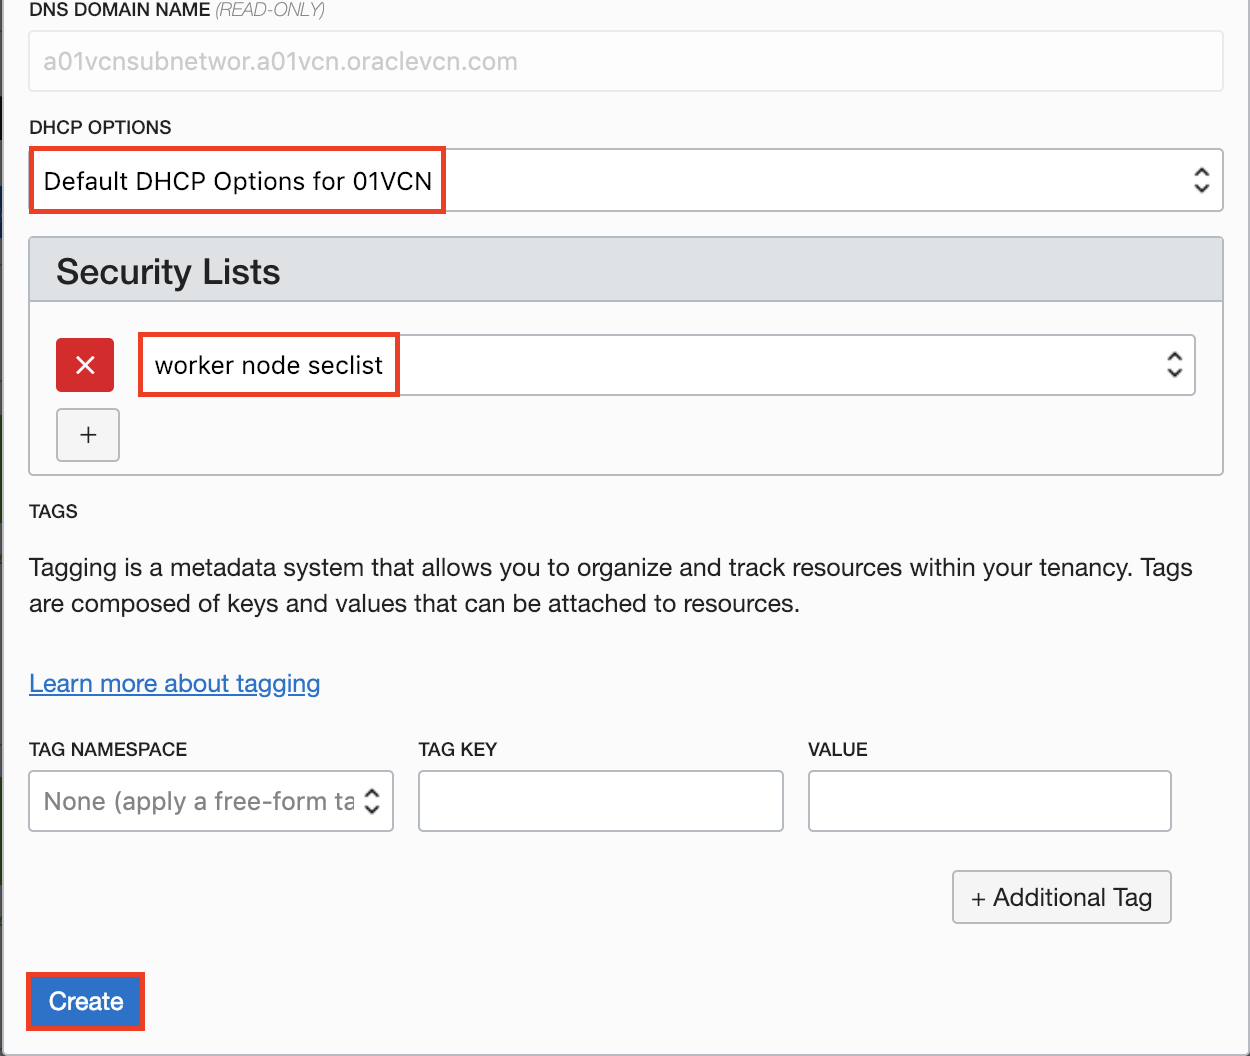 DNS DOMAIN NAME (READ-ONLY)
a01vcnsubnetwor.a01vcn.oraclevcn.com
DHCP OPTIONS
Default DHCP Options for 01VCN
Security Lists
worker node seclist
+
TAGS
Tagging is a metadata system that allows you to organize and track resources within your tenancy. Tags
are composed of keys and values that can be attached to resources.
Learn more about tagging
TAG NAMESPACE TAG KEY VALUE
None (apply a free-form ta
+ Additional Tag
Create